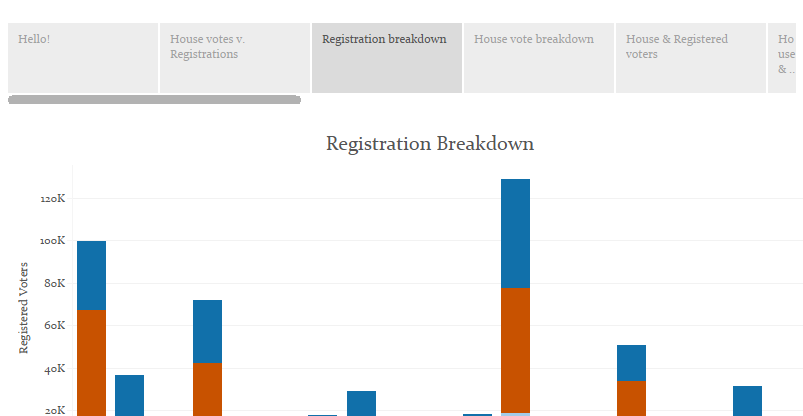 Hello!
House votes v.
Registrations
Registration breakdown
House vote breakdown
House & Registered
voters
Ho
use
& ..
Registration Breakdown
120K
100K
80K
60K
40K
20K
Registered Voters